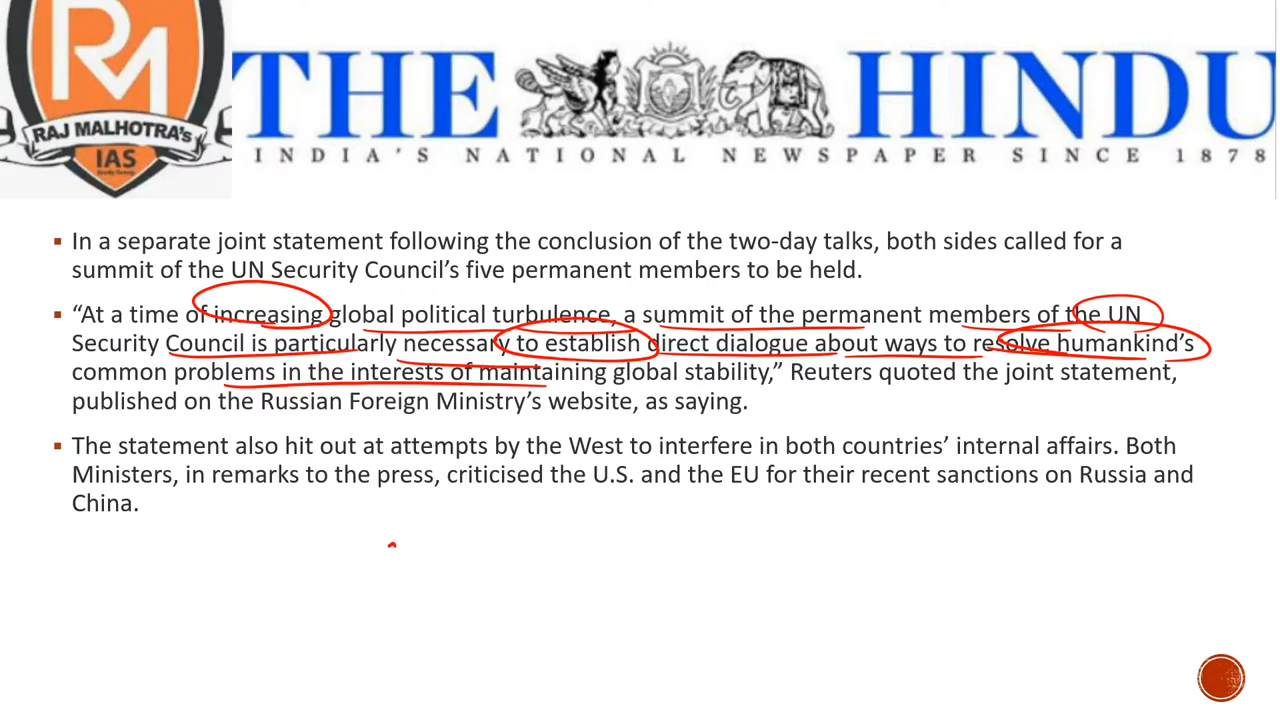 RM
RAJ MALHOTRA's
IAS
Study Group
THE HINDU
INDIA'S NATIONAL NEWSPAPER SINCE 1878
▪ In a separate joint statement following the conclusion of the two-day talks, both sides called for a
summit of the UN Security Council’s five permanent members to be held.
▪ “At a time of increasing global political turbulence, a summit of the permanent members of the UN
Security Council is particularly necessary to establish direct dialogue about ways to resolve humankind’s
common problems in the interests of maintaining global stability,” Reuters quoted the joint statement,
published on the Russian Foreign Ministry’s website, as saying.
▪ The statement also hit out at attempts by the West to interfere in both countries’ internal affairs. Both
Ministers, in remarks to the press, criticised the U.S. and the EU for their recent sanctions on Russia and
China.